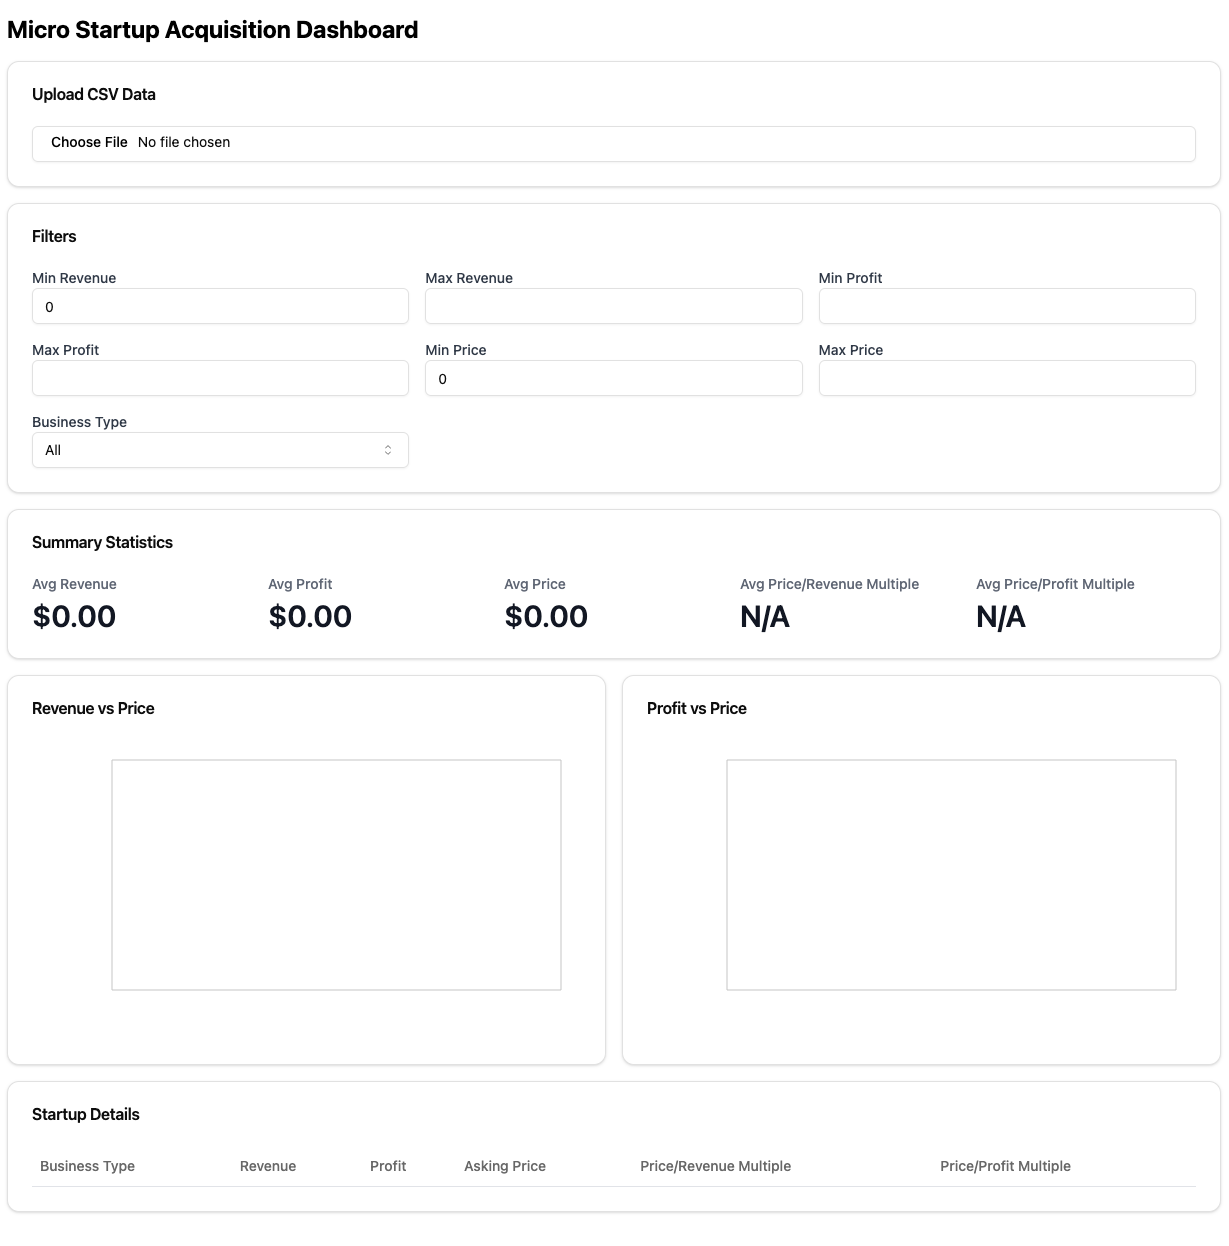 Micro Startup Acquisition Dashboard
Upload CSV Data
Choose File No file chosen
Filters
Min Revenue Max Revenue Min Profit
0
Max Profit Min Price Max Price
0
Business Type
All
Summary Statistics
Avg Revenue Avg Profit Avg Price Avg Price/Revenue Multiple Avg Price/Profit Multiple
$0.00 $0.00 $0.00 N/A N/A
Revenue vs Price Profit vs Price
Startup Details
Business Type Revenue Profit Asking Price Price/Revenue Multiple Price/Profit Multiple